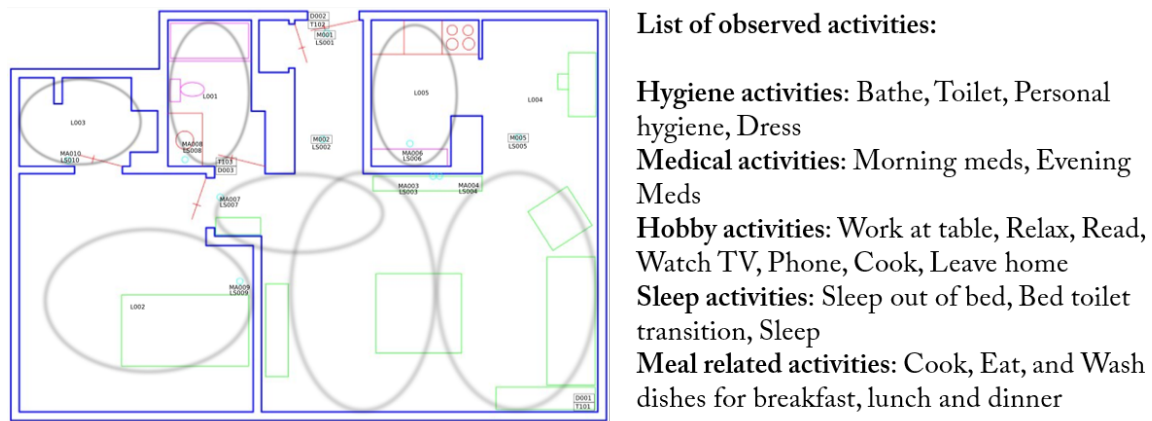 D002
T102
M001
LS001
L001
L005
L004
L003
M002
LS002
M005
LS005
MA008
LS008
MA010
LS010
MA006
LS006
T103
D003
MA003
LS003
MA004
LS004
MA007
LS007
MA009
LS009
L002
D001
T101
List of observed activities:
Hygiene activities: Bathe, Toilet, Personal
hygiene, Dress
Medical activities: Morning meds, Evening
Meds
Hobby activities: Work at table, Relax, Read,
Watch TV, Phone, Cook, Leave home
Sleep activities: Sleep out of bed, Bed toilet
transition, Sleep
Meal related activities: Cook, Eat, and Wash
dishes for breakfast, lunch and dinner